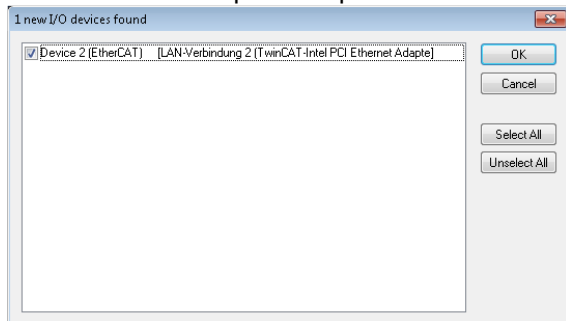 1 new I/O devices found
Device 2 (EtherCAT) [LAN-Verbindung 2 (TwinCAT-Intel PCI Ethernet Adapte]
OK
Cancel
Select All
Unselect All